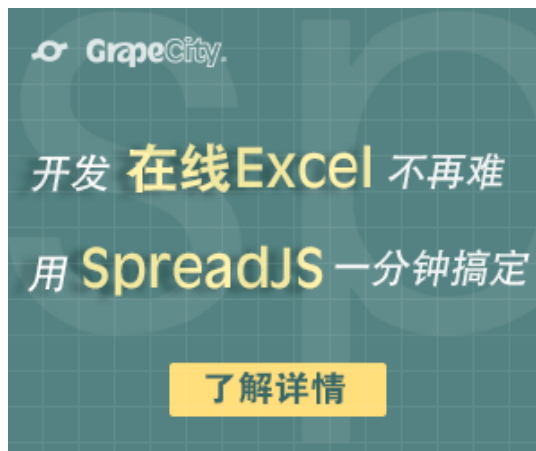 GrapeCity.
开发 在线Excel 不再难
用 SpreadJS 一分钟搞定
了解详情